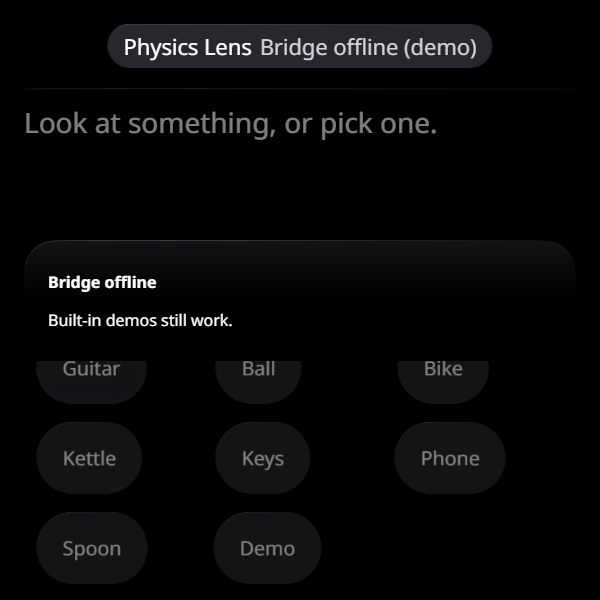 Physics Lens Bridge offline (demo)
Look at something, or pick one.
Bridge offline
Built-in demos still work.
Guitar Ball Bike
Kettle Keys Phone
Spoon Demo